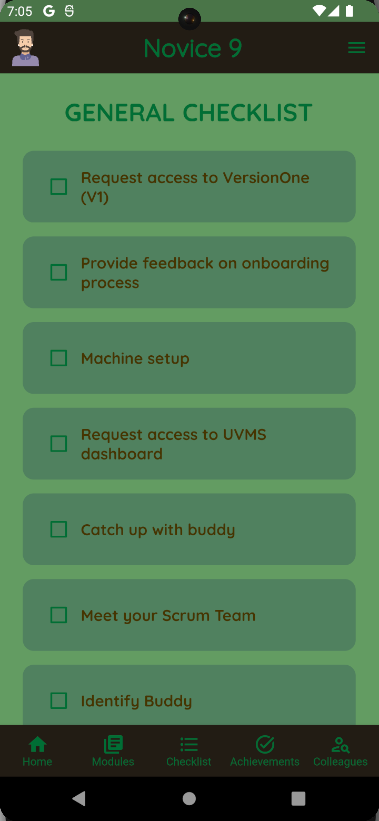 7:05
Novice 9
GENERAL CHECKLIST
Request access to VersionOne
(V1)
Provide feedback on onboarding
process
Machine setup
Request access to UVMS
dashboard
Catch up with buddy
Meet your Scrum Team
Identify Buddy
Home Modules Checklist Achievements Colleagues